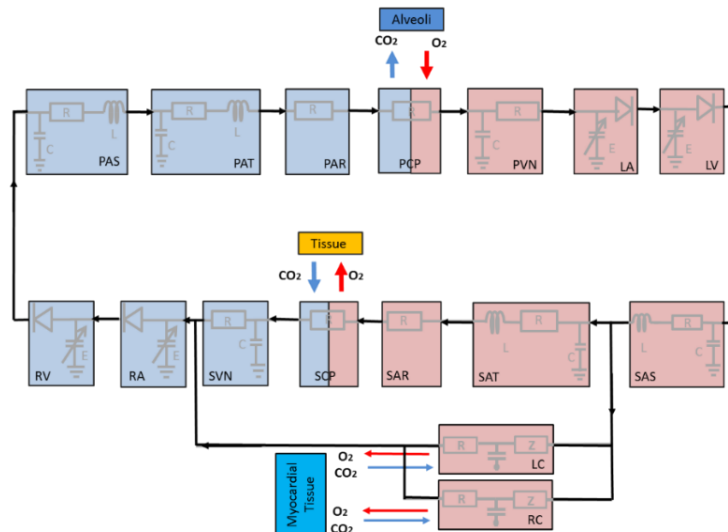 Alveoli
CO₂ O₂
R L C PAS
R L C PAT
R PAR
R PCP
R C PVN
E LA
E LV
Tissue
CO₂ O₂
E RV
E RA
R C SVN
R SCP
R SAR
L R C SAT
L R C SAS
O₂
CO₂
R Z LC
Myocardial
Tissue
O₂
CO₂
R Z RC